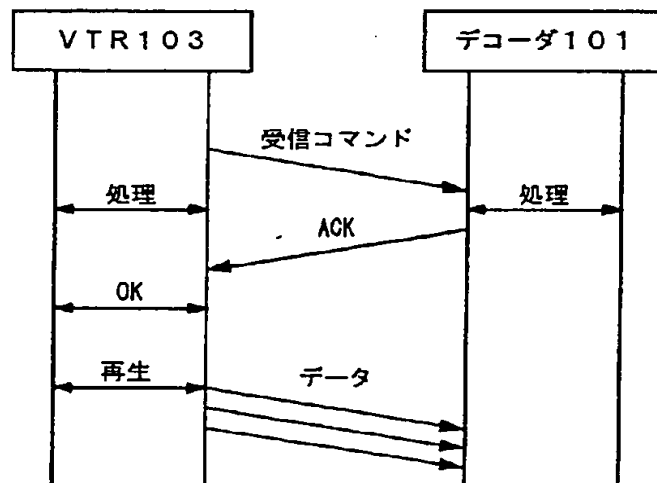 VTR103
デコーダ101
受信コマンド
処理
処理
ACK
OK
再生
データ